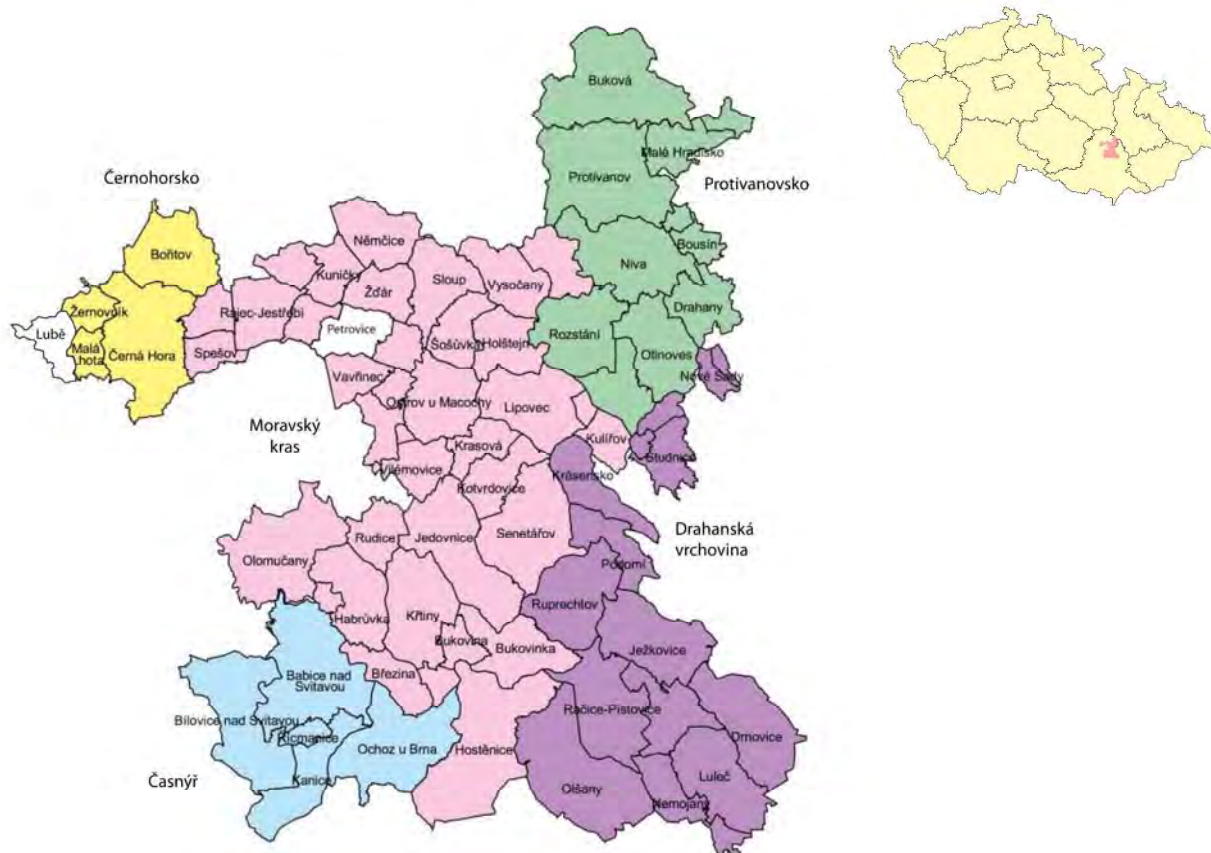 Buková
Malé Hradisko
Protivanov
Protivanovsko
Černohorsko
Němčice
Bořitov
Bousín
Kuničky
Sloup
Niva
Vysočany
Žďár
Žernovník
Rajec-Jestřebí
Drahany
Lubě
Petrovice
Rozstání
Šošůvka
Holštejn
Malá
Lhota
Černá Hora
Spešov
Otinoves
Nové Sady
Vavřinec
Ostrov u Macochy
Lipovec
Moravský
kras
Kulířov
Krasová
Studnice
Vilémovice
Krásensko
Kotvrdovice
Drahanská
vrchovina
Rudice
Jedovnice
Senetářov
Olomučany
Podomí
Ruprechtov
Habrůvka
Křtiny
Bukovina
Bukovinka
Ježkovice
Březina
Babice nad
Svitavou
Bílovice nad Svitavou
Račice-Pístovice
Řícmanice
Ochoz u Brna
Hostěnice
Drnovice
Časnýř
Kanice
Luleč
Olšany
Nemojany